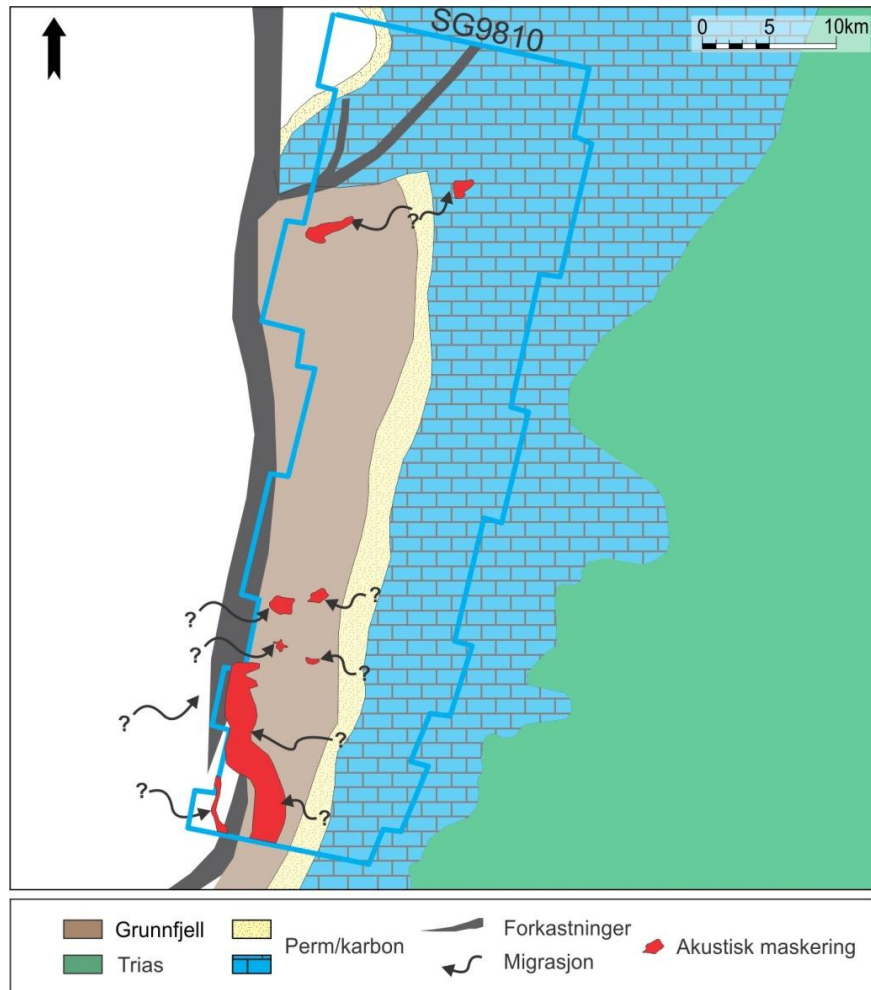 SG9810
0 5 10km
?
?
?
?
?
?
?
?
?
?
Grunnfjell
Trias
Perm/karbon
Forkastninger
Migrasjon
Akustisk maskering